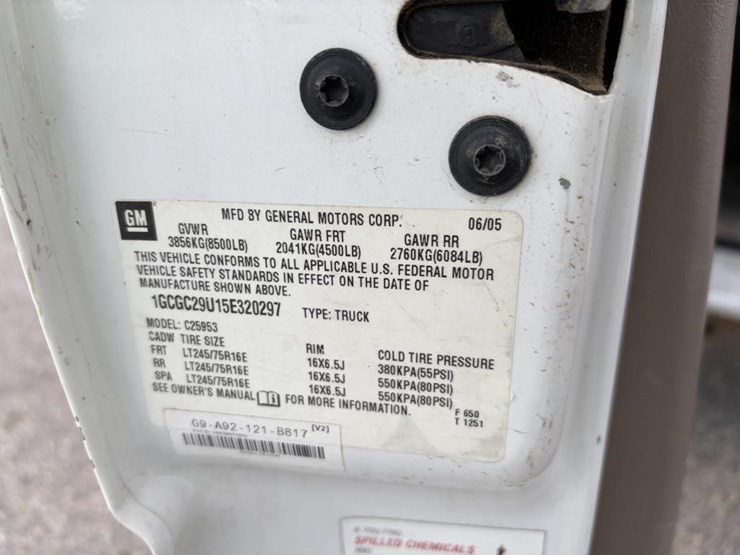 GM
MFD BY GENERAL MOTORS CORP. 06/05
GVWR GAWR FRT GAWR RR
3856KG(8500LB) 2041KG(4500LB) 2760KG(6084LB)
THIS VEHICLE CONFORMS TO ALL APPLICABLE U.S. FEDERAL MOTOR
VEHICLE SAFETY STANDARDS IN EFFECT ON THE DATE OF
MANUFACTURE SHOWN ABOVE.
1GCGC29U15E320297 TYPE: TRUCK
MODEL: C25953
CADW TIRE SIZE RIM COLD TIRE PRESSURE
FRT LT245/75R16E 16X6.5J 380KPA(55PSI)
RR LT245/75R16E 16X6.5J 550KPA(80PSI)
SPA LT245/75R16E 16X6.5J 550KPA(80PSI)
SEE OWNER'S MANUAL i FOR MORE INFORMATION.
F 650
T 1251
G9-A92-121-8817 [V2]
SPILLED CHEMICALS